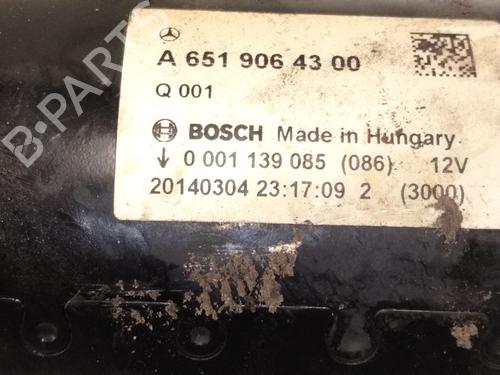 A 651 906 43 00
Q 001
BOSCH Made in Hungary
0 001 139 085 (086) 12V
20140304 23:17:09 2 (3000)
B-PARTS